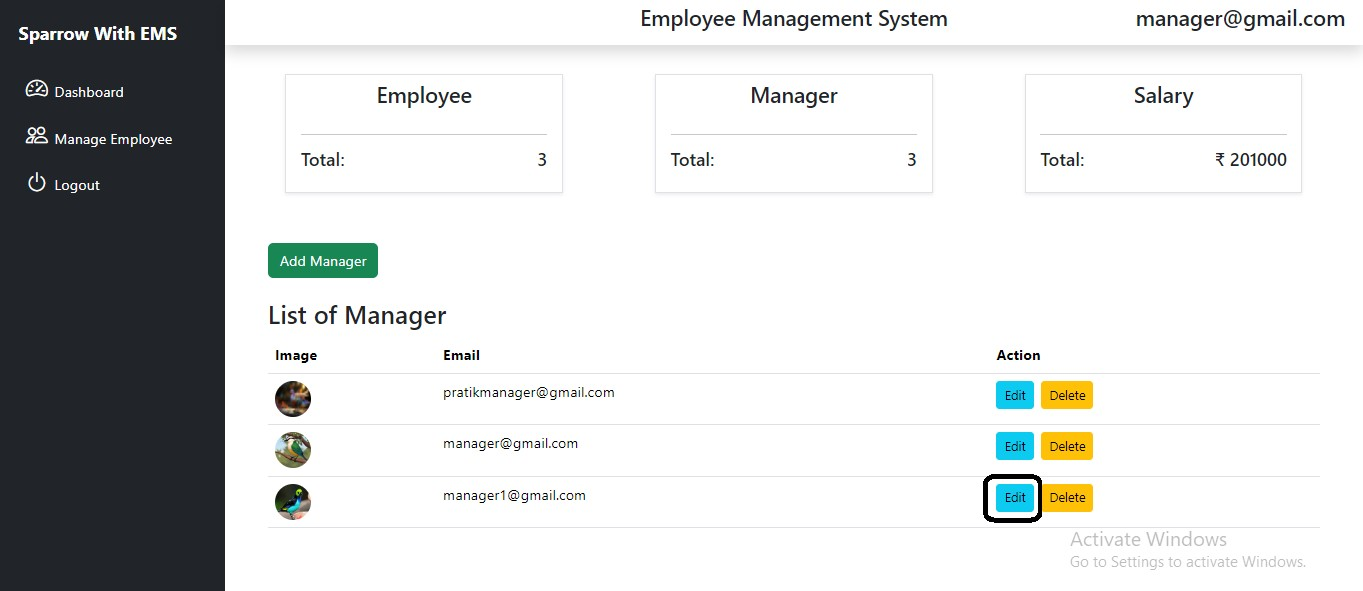 Sparrow With EMS
Dashboard
Manage Employee
Logout
Employee Management System
manager@gmail.com
Employee
Total: 3
Manager
Total: 3
Salary
Total: ₹ 201000
Add Manager
List of Manager
Image Email Action
pratikmanager@gmail.com Edit Delete
manager@gmail.com Edit Delete
manager1@gmail.com Edit Delete
Activate Windows
Go to Settings to activate Windows.